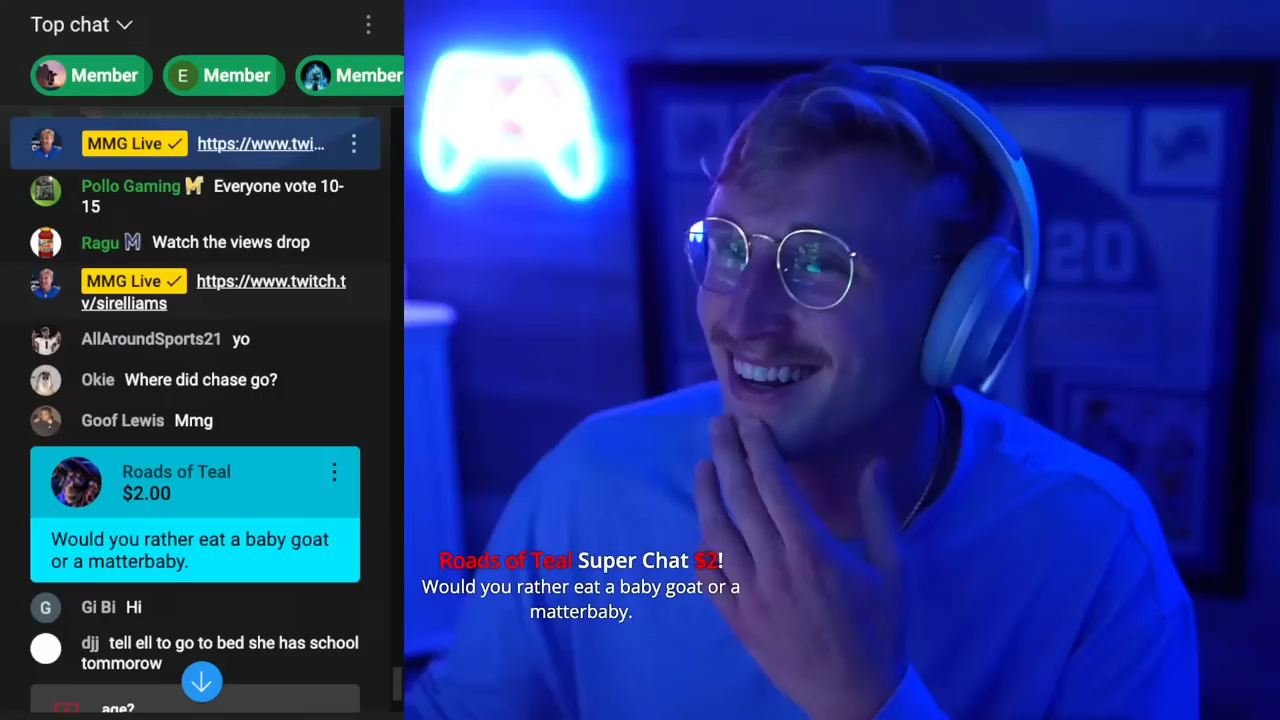 Top chat
Member
E Member
Member
MMG Live https://www.twi...
Pollo Gaming Everyone vote 10-
15
Ragu Watch the views drop
MMG Live https://www.twitch.t
v/sirelliams
AllAroundSports21 yo
Okie Where did chase go?
Goof Lewis Mmg
Roads of Teal
$2.00
Would you rather eat a baby goat
or a matterbaby.
G Gi Bi Hi
djj tell ell to go to bed she has school
tommorow
age?
20
Roads of Teal Super Chat $2!
Would you rather eat a baby goat or a
matterbaby.